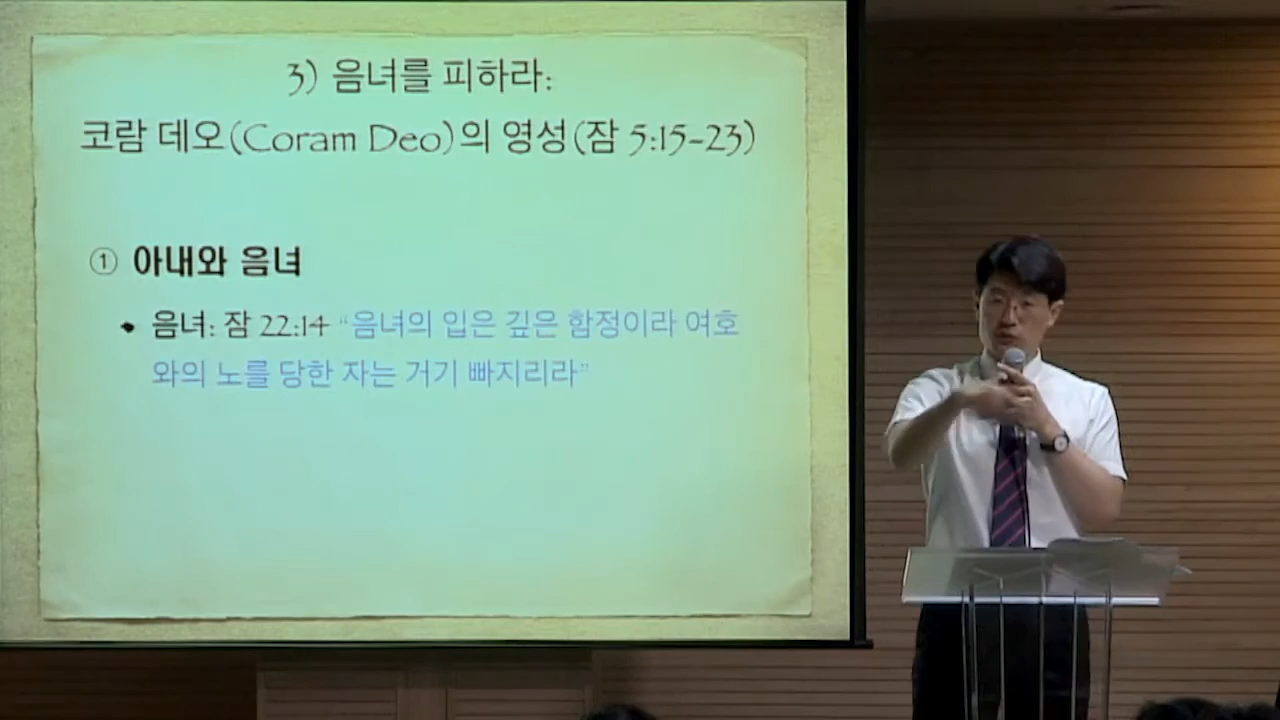 3) 음녀를 피하라:
코람 데오(Coram Deo)의 영성(잠 5:15-23)
① 아내와 음녀
• 음녀: 잠 22:14 “음녀의 입은 깊은 함정이라 여호
와의 노를 당한 자는 거기 빠지리라”